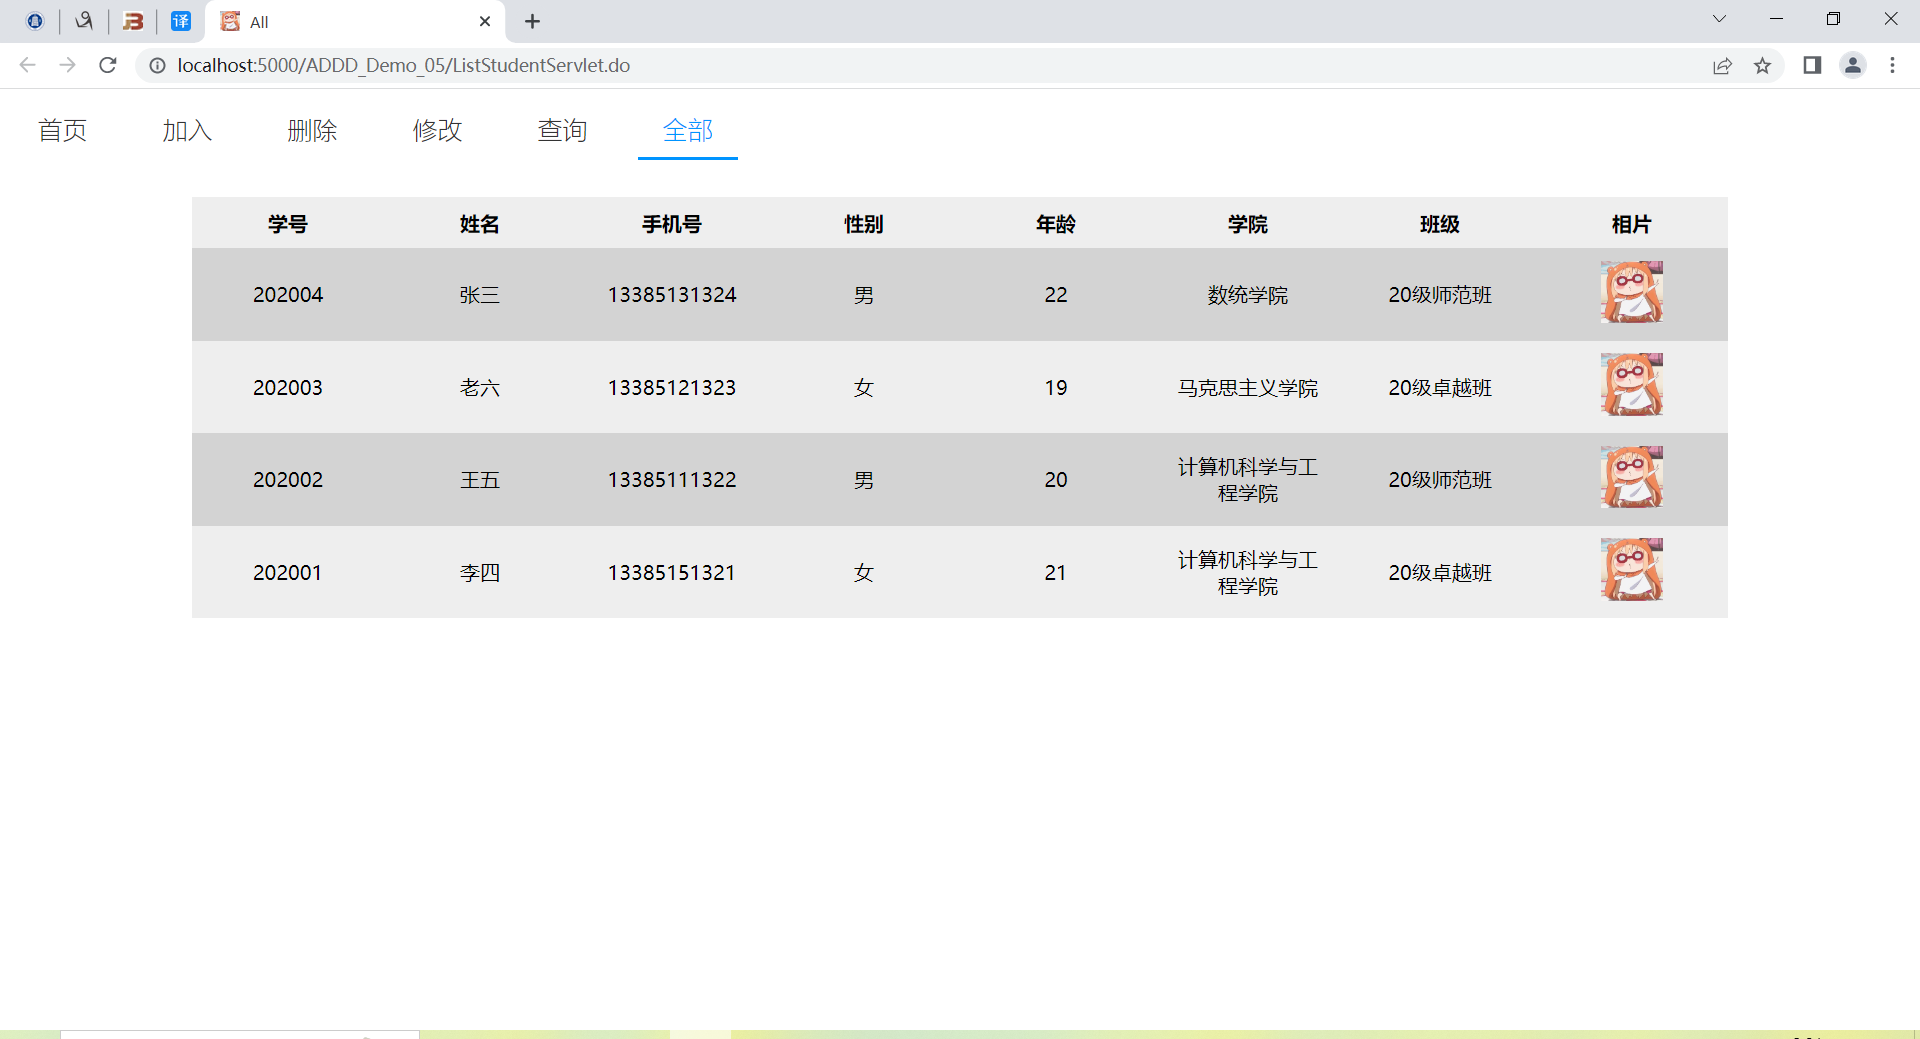 译
All
localhost:5000/ADDD_Demo_05/ListStudentServlet.do
首页 加入 删除 修改 查询 全部
学号 姓名 手机号 性别 年龄 学院 班级 相片
202004 张三 13385131324 男 22 数统学院 20级师范班
202003 老六 13385121323 女 19 马克思主义学院 20级卓越班
202002 王五 13385111322 男 20 计算机科学与工
程学院 20级师范班
202001 李四 13385151321 女 21 计算机科学与工
程学院 20级卓越班